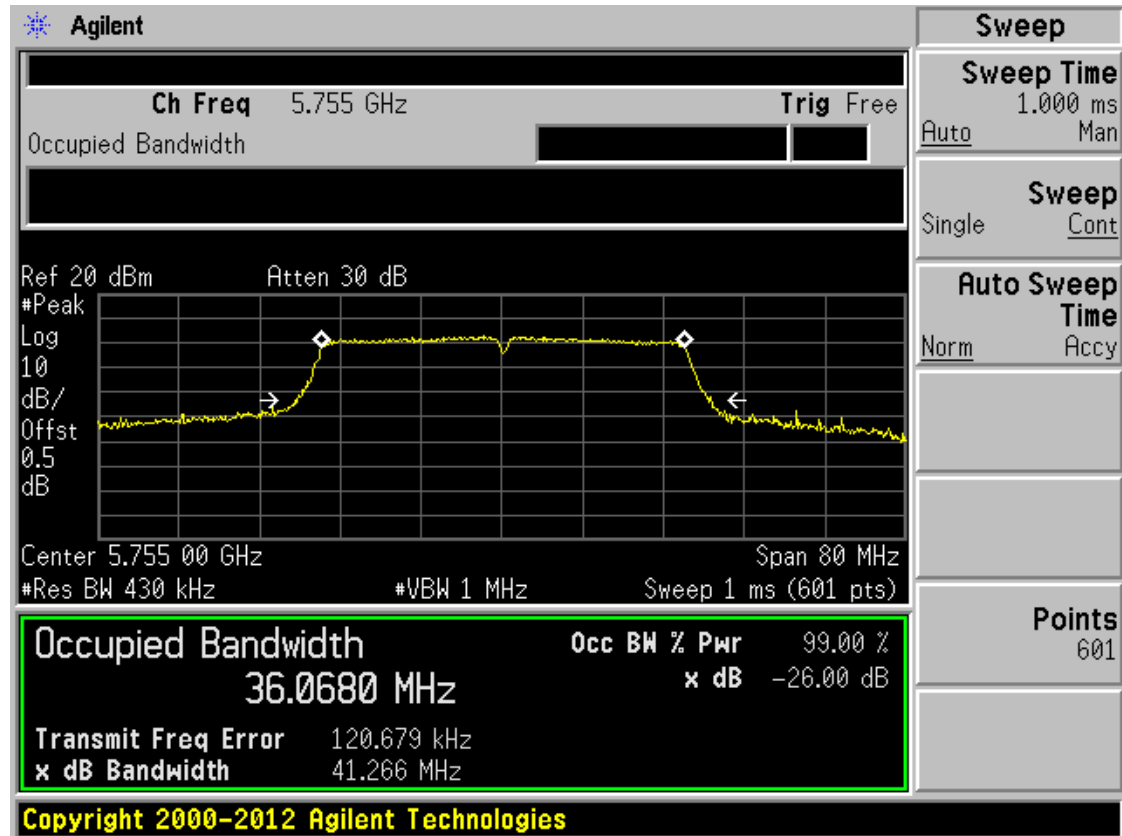 Agilent
Sweep
Ch Freq 5.755 GHz
Trig Free
Occupied Bandwidth
Sweep Time
1.000 ms
Auto Man
Sweep
Single Cont
Auto Sweep
Time
Norm Accy
Ref 20 dBm Atten 30 dB
#Peak
Log
10
dB/
Offst
0.5
dB
Center 5.755 00 GHz Span 80 MHz
#Res BW 430 kHz #VBW 1 MHz Sweep 1 ms (601 pts)
Points
601
Occupied Bandwidth
36.0680 MHz
Occ BW % Pwr 99.00 %
x dB -26.00 dB
Transmit Freq Error 120.679 kHz
x dB Bandwidth 41.266 MHz
Copyright 2000-2012 Agilent Technologies